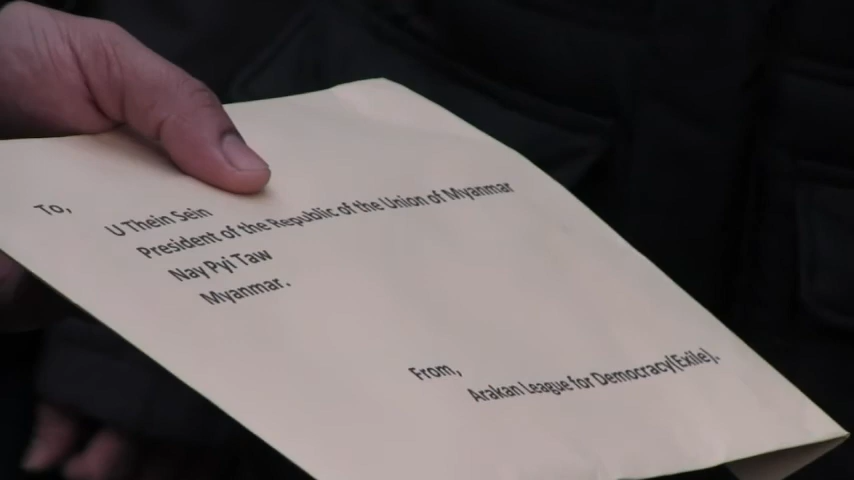 To,
U Thein Sein
President of the Republic of the Union of Myanmar
Nay Pyi Taw
Myanmar.
From,
Arakan League for Democracy(Exile).